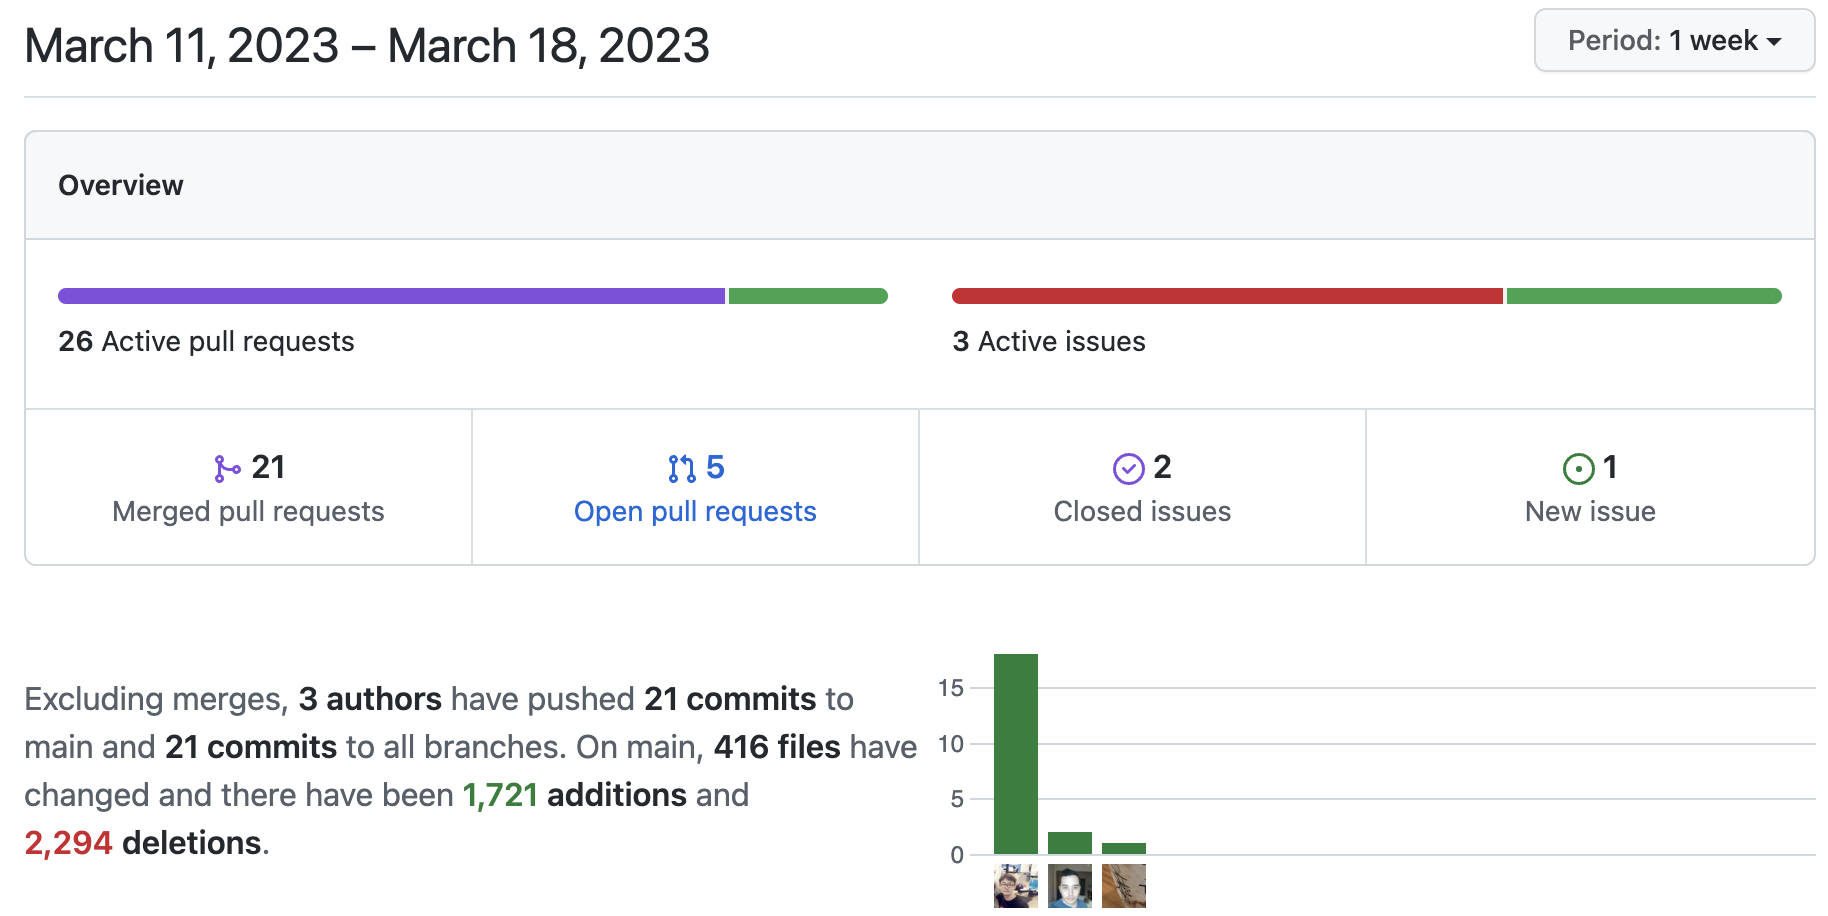 March 11, 2023 – March 18, 2023
Period: 1 week
Overview
26 Active pull requests
3 Active issues
21
Merged pull requests
5
Open pull requests
2
Closed issues
1
New issue
Excluding merges, 3 authors have pushed 21 commits to
main and 21 commits to all branches. On main, 416 files have
changed and there have been 1,721 additions and
2,294 deletions.
15
10
5
0